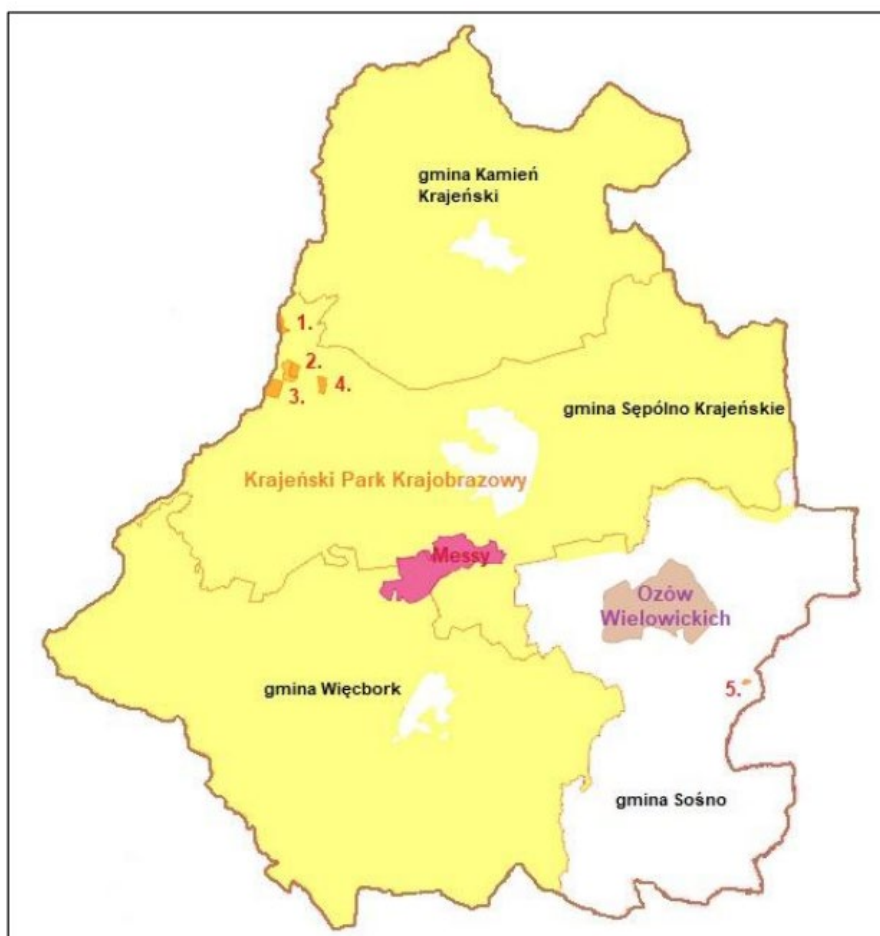 gmina Kamień
Krajeński
1.
2.
3.
4.
gmina Sępólno Krajeńskie
Krajeński Park Krajobrazowy
Messy
Ozów
Wielowickich
gmina Więcbork
5.
gmina Sośno